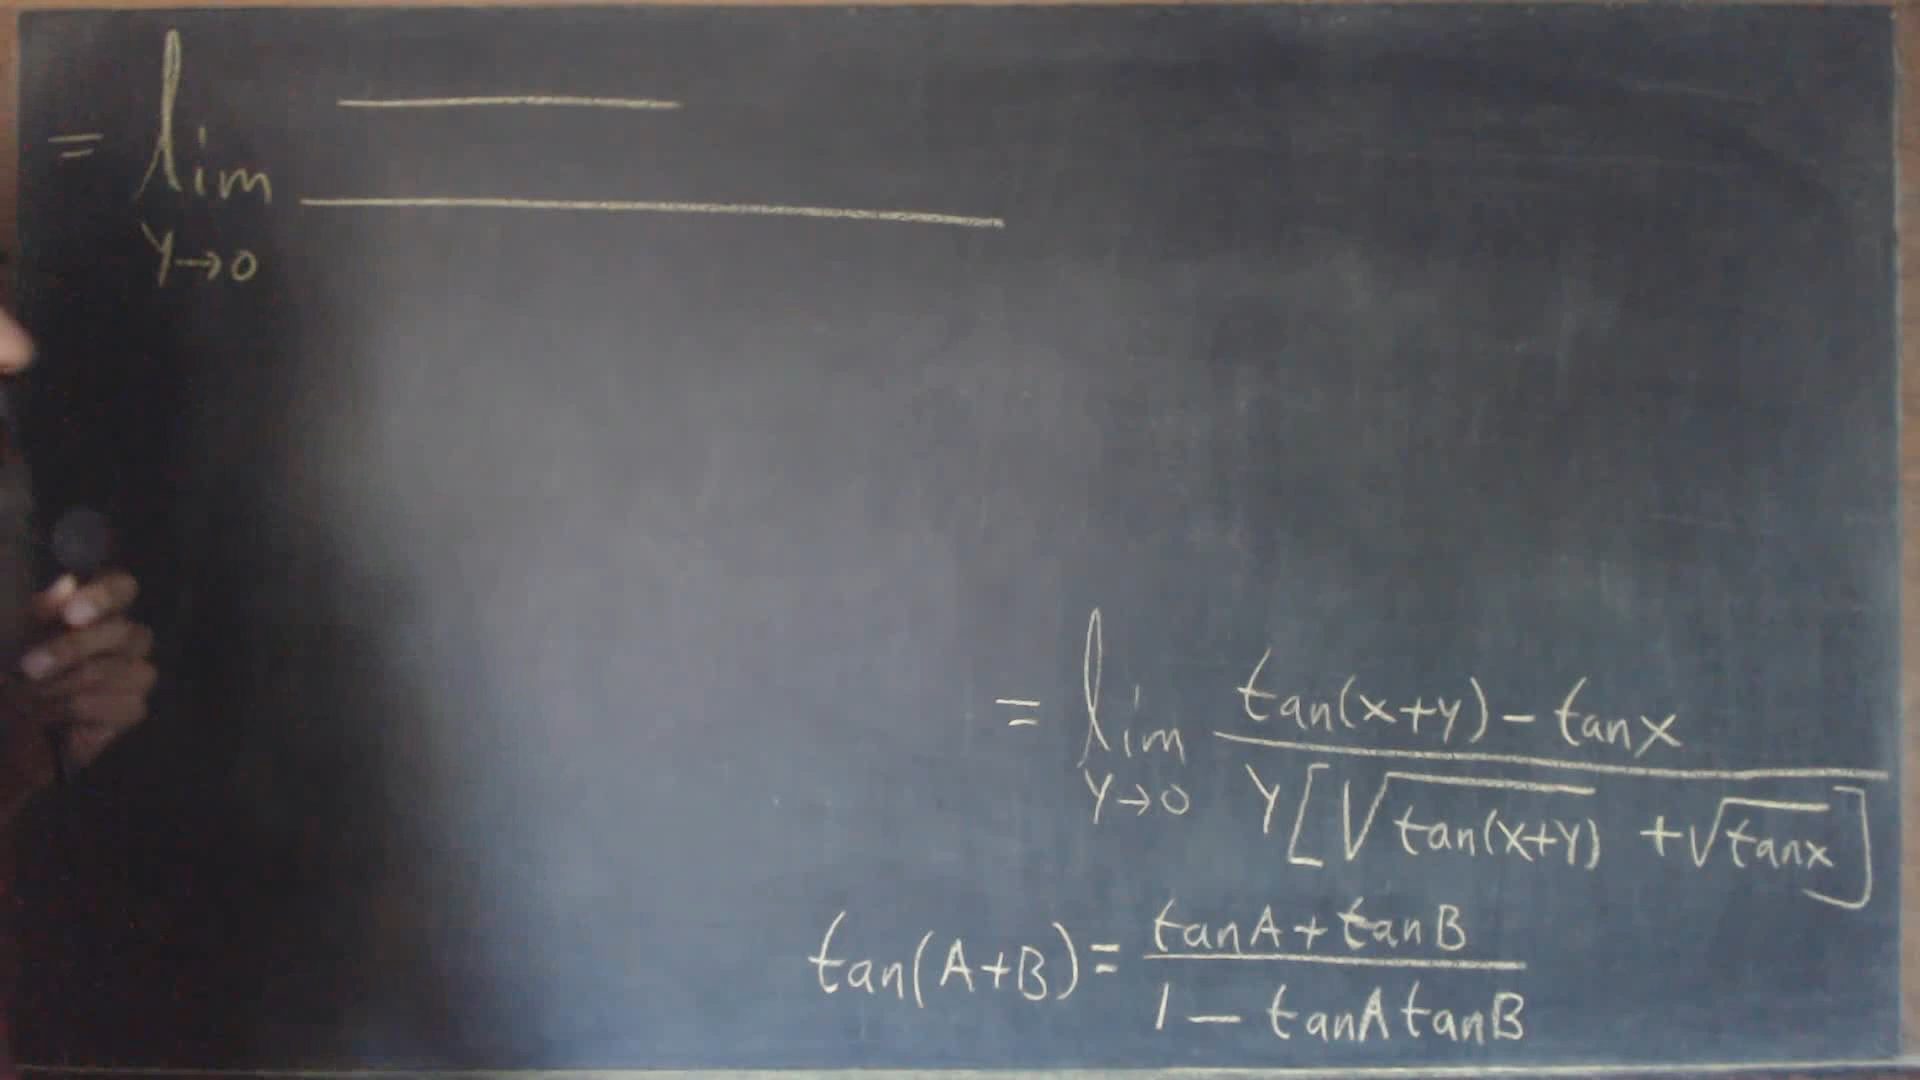 = lim
y→0
= lim tan(x+y) - tanx
y→0 y[√tan(x+y) + √tanx]
tan(A+B) = tanA + tanB
1 - tanA tanB